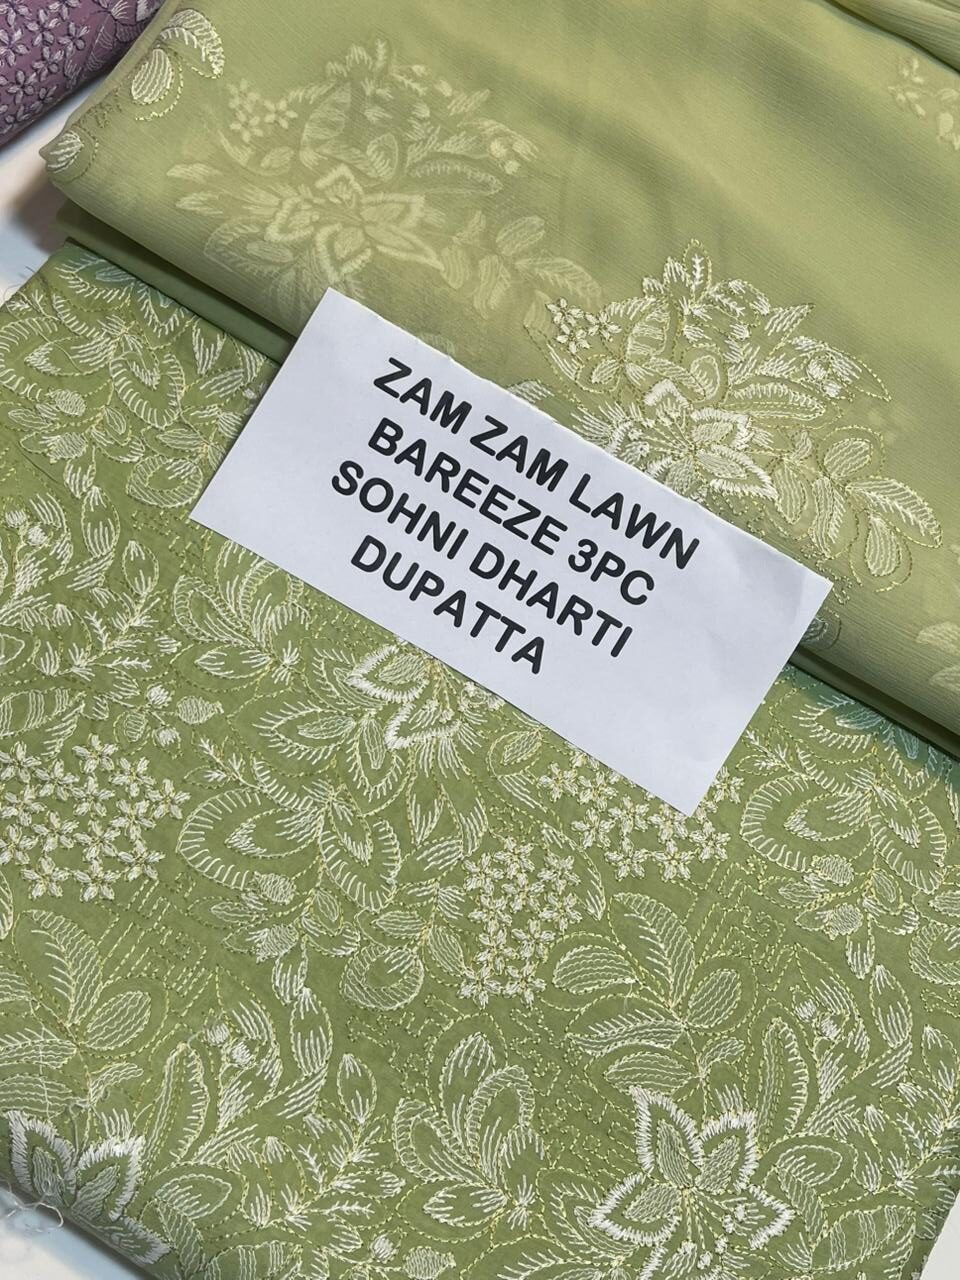 ZAM ZAM LAWN
BAREEZE 3PC
SOHNI DHARTI
DUPATTA